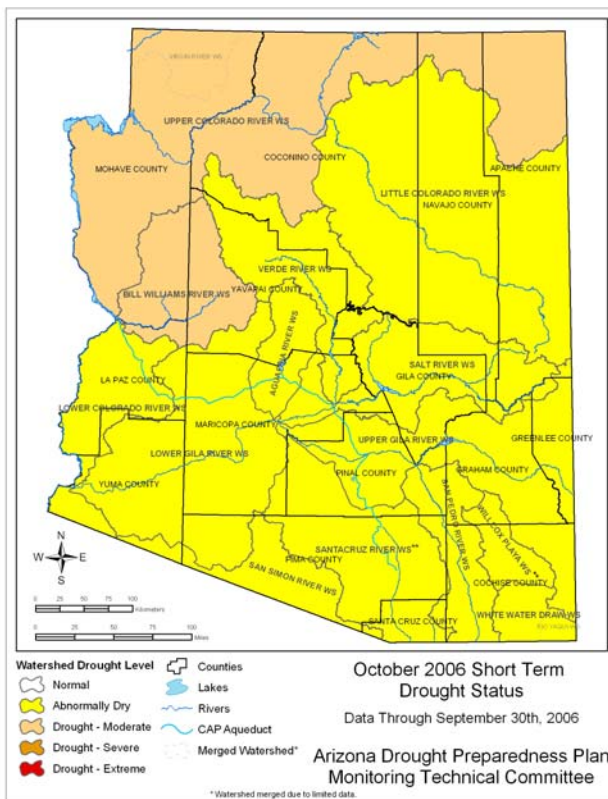 VIRGIN RIVER WS
UPPER COLORADO RIVER WS
COCONINO COUNTY
MOHAVE COUNTY
APACHE COUNTY
LITTLE COLORADO RIVER WS
NAVAJO COUNTY
VERDE RIVER WS
BILL WILLIAMS RIVER WS
YAVAPAI COUNTY
AGUA FRIA RIVER WS
LA PAZ COUNTY
SALT RIVER WS
GILA COUNTY
LOWER COLORADO RIVER WS
MARICOPA COUNTY
UPPER GILA RIVER WS
GREENLEE COUNTY
LOWER GILA RIVER WS
PINAL COUNTY
GRAHAM COUNTY
YUMA COUNTY
SAN PEDRO RIVER WS
WILLCOX PLAYA WS**
SANTACRUZ RIVER WS**
PIMA COUNTY
SAN SIMON RIVER WS
COCHISE COUNTY
SANTA CRUZ COUNTY
WHITE WATER DRAW WS
N
W E
S
0 25 50 75 100
Kilometers
0 25 50 100
Miles
Watershed Drought Level
Normal
Abnormally Dry
Drought - Moderate
Drought - Severe
Drought - Extreme
Counties
Lakes
Rivers
CAP Aqueduct
Merged Watershed*
October 2006 Short Term
Drought Status
Data Through September 30th, 2006
Arizona Drought Preparedness Plan
Monitoring Technical Committee
* Watershed merged due to limited data.